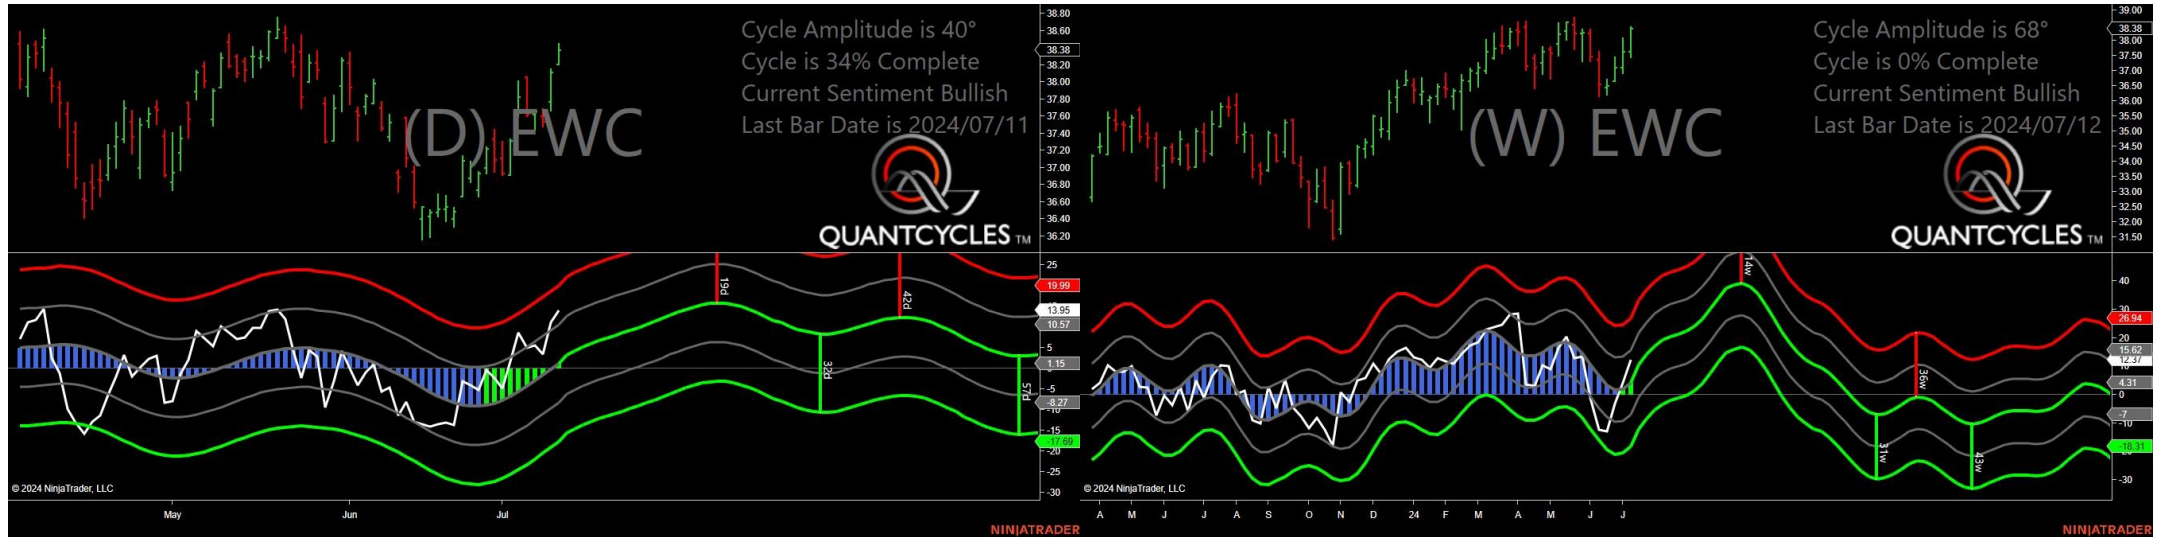 Cycle Amplitude is 40°
Cycle is 34% Complete
Current Sentiment Bullish
Last Bar Date is 2024/07/11
(D) EWC
QUANTCYCLES TM
38.80
38.60
38.38
38.20
38.00
37.80
37.60
37.40
37.20
37.00
36.80
36.60
36.40
36.20
25
19.99
13.95
10.57
5
1.15
-5
-8.27
-10
-15
-17.69
-20
-25
-30
19d
42d
32d
57d
© 2024 NinjaTrader, LLC
May
Jun
Jul
NINJATRADER
Cycle Amplitude is 68°
Cycle is 0% Complete
Current Sentiment Bullish
Last Bar Date is 2024/07/12
(W) EWC
QUANTCYCLES TM
39.00
38.38
38.00
37.50
37.00
36.50
36.00
35.50
35.00
34.50
34.00
33.50
33.00
32.50
32.00
31.50
40
30
26.94
20
15.62
12.37
10
4.31
0
-7
-10
-18.31
-30
14w
36w
31w
43w
© 2024 NinjaTrader, LLC
A M J J A S O N D 24 M A M J J
NINJATRADER